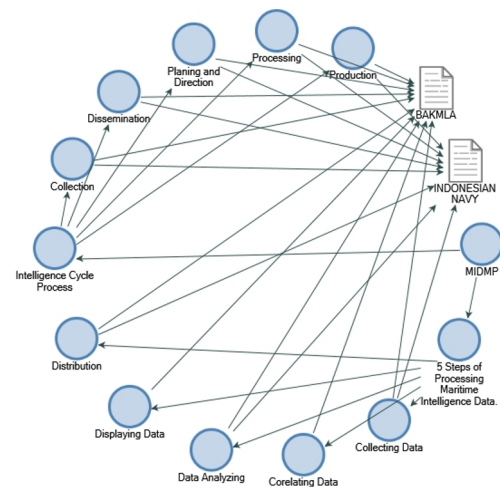 Processing
Production
Planing and
Direction
BAKMLA
Dissemination
INDONESIAN
NAVY
Collection
MIDMP
Intelligence Cycle
Process
Distribution
5 Steps of
Processing
Maritime
Intelligence Data.
Displaying Data
Collecting Data
Data Analyzing
Corelating Data